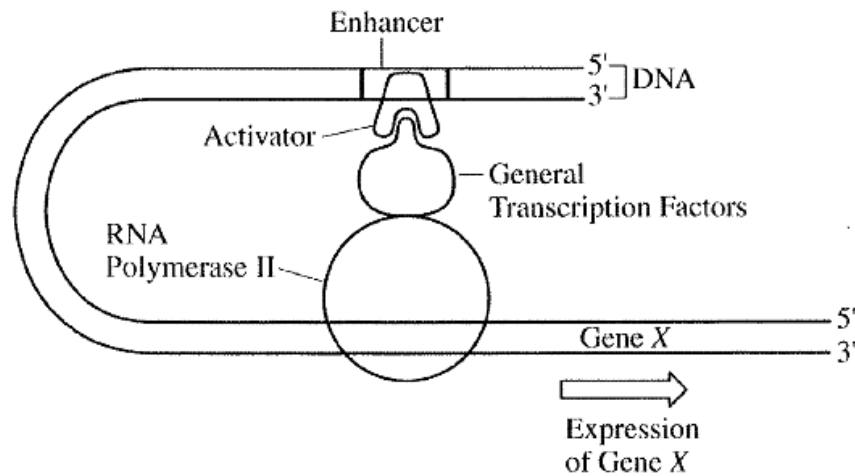 Enhancer
5'
3'
DNA
Activator
General
Transcription Factors
RNA
Polymerase II
5'
Gene X
3'
Expression
of Gene X